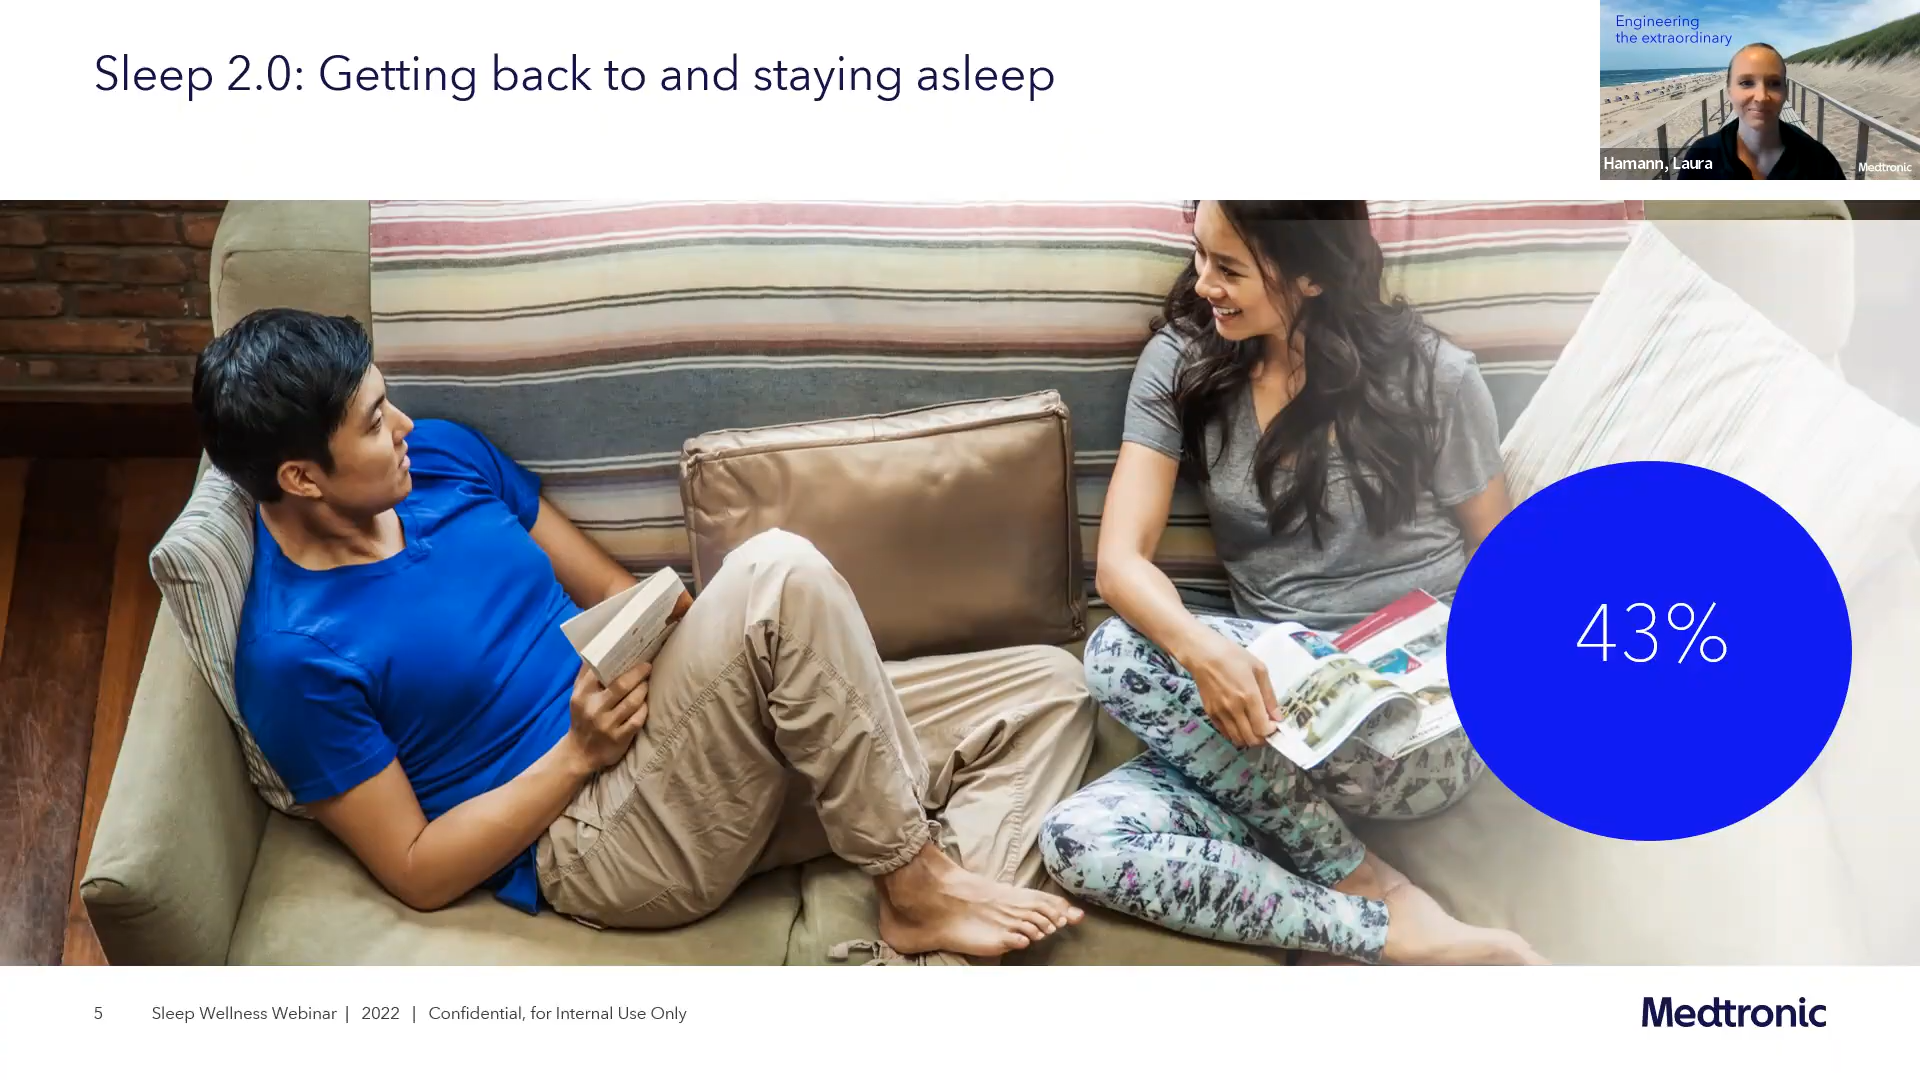 Sleep 2.0: Getting back to and staying asleep
Engineering
the extraordinary
Hamann, Laura
Medtronic
43%
5 Sleep Wellness Webinar | 2022 | Confidential, for Internal Use Only
Medtronic